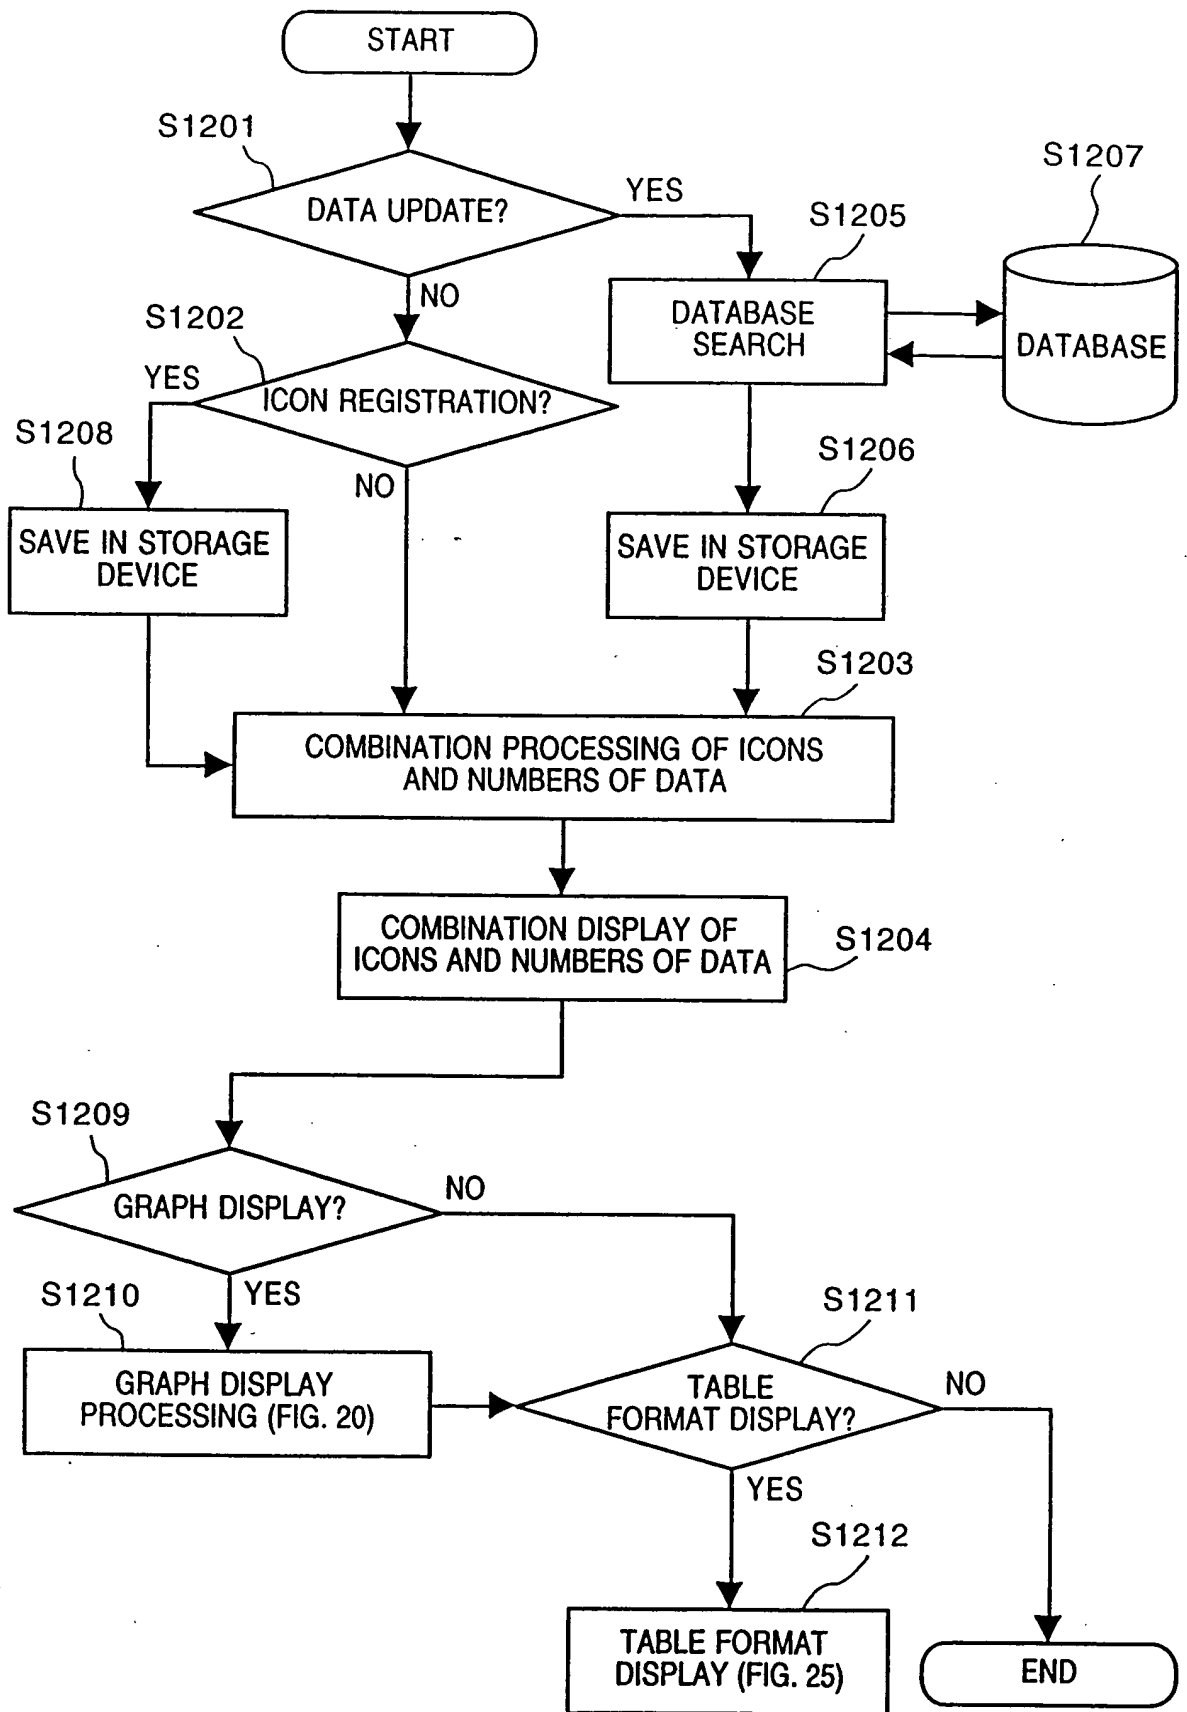 START
S1201
DATA UPDATE?
YES
S1205
S1207
NO
DATABASE
SEARCH
DATABASE
S1202
YES
ICON REGISTRATION?
S1208
NO
S1206
SAVE IN STORAGE
DEVICE
SAVE IN STORAGE
DEVICE
S1203
COMBINATION PROCESSING OF ICONS
AND NUMBERS OF DATA
COMBINATION DISPLAY OF
ICONS AND NUMBERS OF DATA
S1204
S1209
GRAPH DISPLAY?
NO
S1210
YES
S1211
GRAPH DISPLAY
PROCESSING (FIG. 20)
TABLE
FORMAT DISPLAY?
NO
YES
S1212
TABLE FORMAT
DISPLAY (FIG. 25)
END